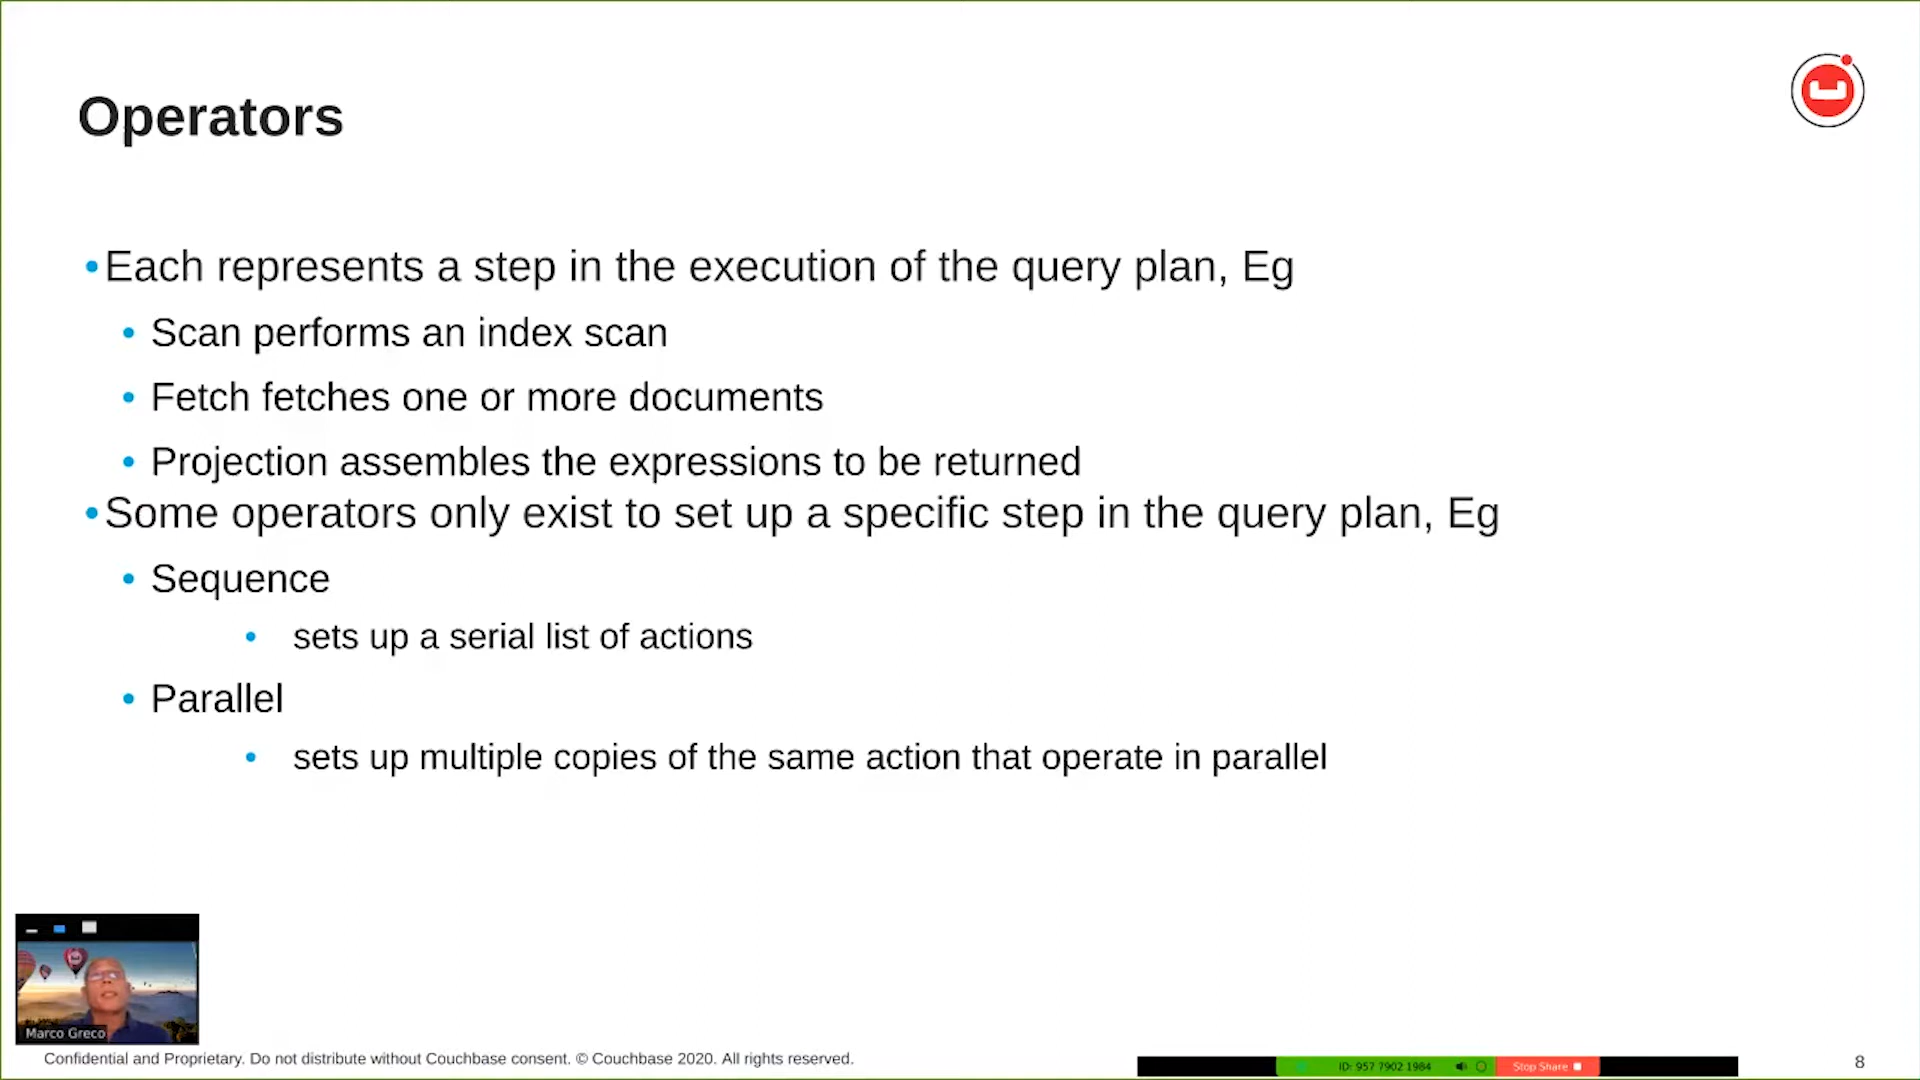 Operators
•Each represents a step in the execution of the query plan, Eg
• Scan performs an index scan
• Fetch fetches one or more documents
• Projection assembles the expressions to be returned
•Some operators only exist to set up a specific step in the query plan, Eg
• Sequence
• sets up a serial list of actions
• Parallel
• sets up multiple copies of the same action that operate in parallel
Marco Greco
Confidential and Proprietary. Do not distribute without Couchbase consent. © Couchbase 2020. All rights reserved.
ID: 957 7902 1984
Stop Share
8